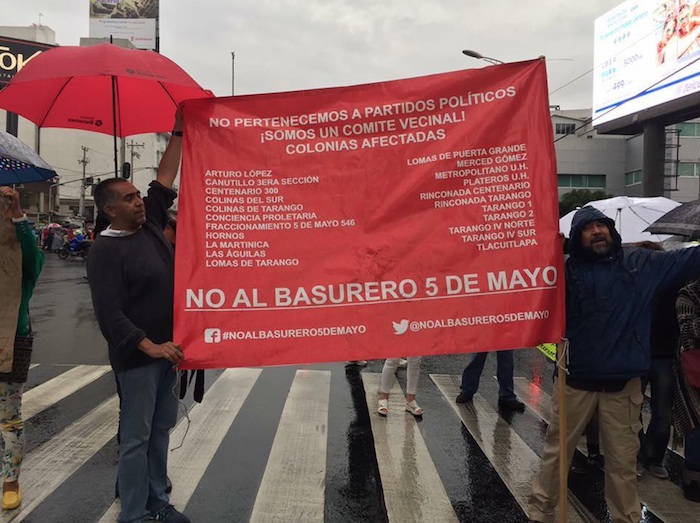 NO PERTENECEMOS A PARTIDOS POLÍTICOS
¡SOMOS UN COMITE VECINAL!
COLONIAS AFECTADAS
ARTURO LÓPEZ
CANUTILLO 3ERA SECCIÓN
CENTENARIO 300
COLINAS DEL SUR
COLINAS DE TARANGO
CONCIENCIA PROLETARIA
FRACCIONAMIENTO 5 DE MAYO 546
HORNOS
LA MARTINICA
LAS ÁGUILAS
LOMAS DE TARANGO
LOMAS DE PUERTA GRANDE
MERCED GÓMEZ
METROPOLITANO U.H.
PLATEROS U.H.
RINCONADA CENTENARIO
RINCONADA TARANGO
TARANGO 1
TARANGO 2
TARANGO IV NORTE
TARANGO IV SUR
TLACUITLAPA
NO AL BASURERO 5 DE MAYO
#NOALBASURERO5DEMAYO
@NOALBASURERO5DEMAYO